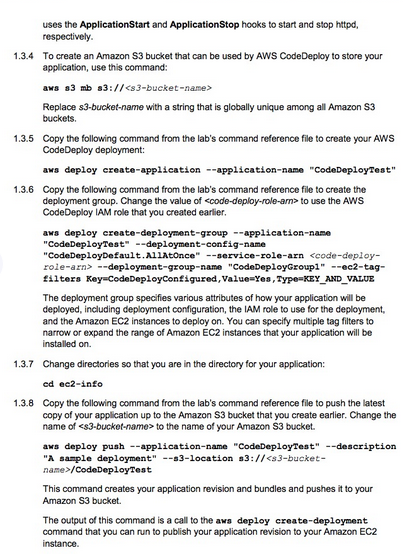 uses the ApplicationStart and ApplicationStop hooks to start and stop httpd,
respectively.
1.3.4 To create an Amazon S3 bucket that can be used by AWS CodeDeploy to store your
application, use this command:
aws s3 mb s3://<s3-bucket-name>
Replace s3-bucket-name with a string that is globally unique among all Amazon S3
buckets.
1.3.5 Copy the following command from the lab's command reference file to create your AWS
CodeDeploy deployment:
aws deploy create-application --application-name "CodeDeployTest"
1.3.6 Copy the following command from the lab's command reference file to create the
deployment group. Change the value of <code-deploy-role-arn> to use the AWS
CodeDeploy IAM role that you created earlier.
aws deploy create-deployment-group --application-name
"CodeDeployTest" --deployment-config-name
"CodeDeployDefault.AllAtOnce" --service-role-arn <code-deploy-
role-arn> --deployment-group-name "CodeDeployGroup1" --ec2-tag-
filters Key=CodeDeployConfigured,Value=Yes,Type=KEY_AND_VALUE
The deployment group specifies various attributes of how your application will be
deployed, including deployment configuration, the IAM role to use for the deployment,
and the Amazon EC2 instances to deploy on. You can specify multiple tag filters to
narrow or expand the range of Amazon EC2 instances that your application will be
installed on.
1.3.7 Change directories so that you are in the directory for your application:
cd ec2-info
1.3.8 Copy the following command from the lab's command reference file to push the latest
copy of your application up to the Amazon S3 bucket that you create earlier. Change the
name of <s3-bucket-name> to the name of your Amazon S3 bucket.
aws deploy push --application-name "CodeDeployTest" --description
"A sample deployment" --s3-location s3://<s3-bucket-
name>/CodeDeployTest
This command creates your application revision and bundles and pushes it to your
Amazon S3 bucket.
The output of this command is a call to the aws deploy create-deployment
command that you can run to publish your application revision to your Amazon EC2
instance.